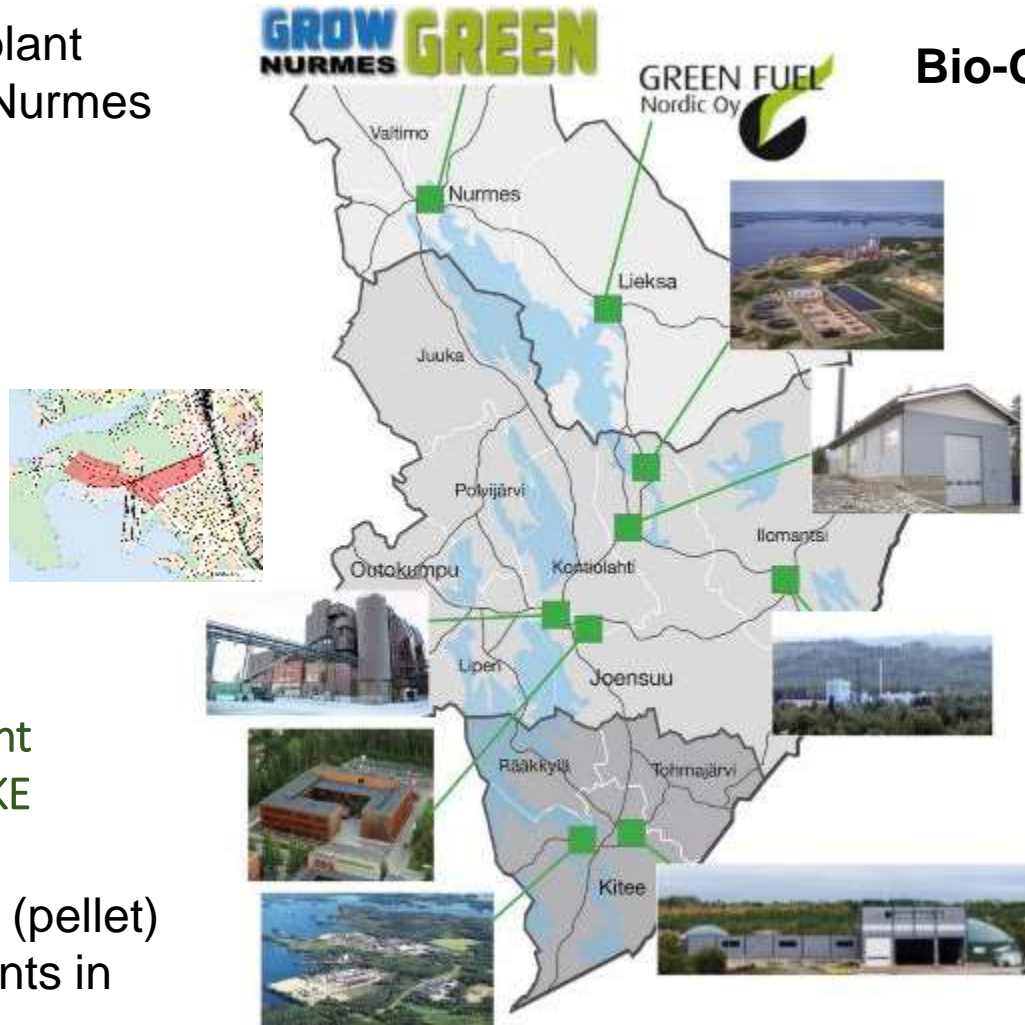 plant
Nurmes
GROW GREEN
NURMES
GREEN FUEL
Nordic Oy
Bio-
Valtimo
Nurmes
Lieksa
Juuka
Polvijärvi
Ilomantsi
Outokumpu
Kontiolahti
Liperi
Joensuu
nt
KE
Rääkkylä
Tohmajärvi
Kitee
(pellet)
nts in